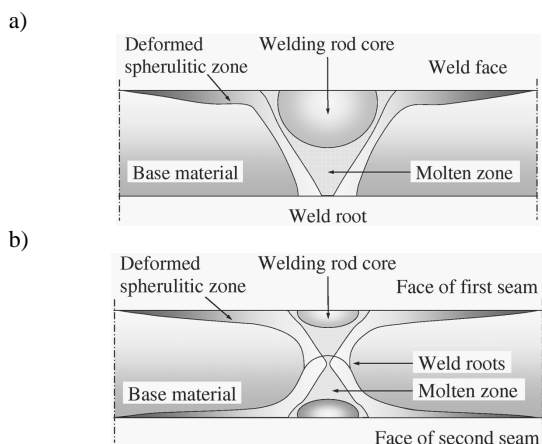 a)
Deformed
spherulitic zone
Welding rod core
Weld face
Base material
Molten zone
Weld root
b)
Deformed
spherulitic zone
Welding rod core
Face of first seam
Weld roots
Base material
Molten zone
Face of second seam